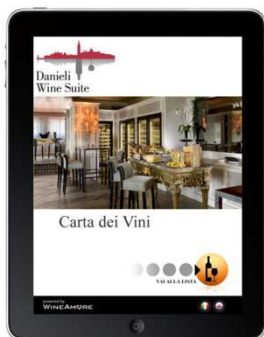 Danieli
Wine Suite
Carta dei Vini
VAI ALLA LISTA
powered by
WINEAMORE